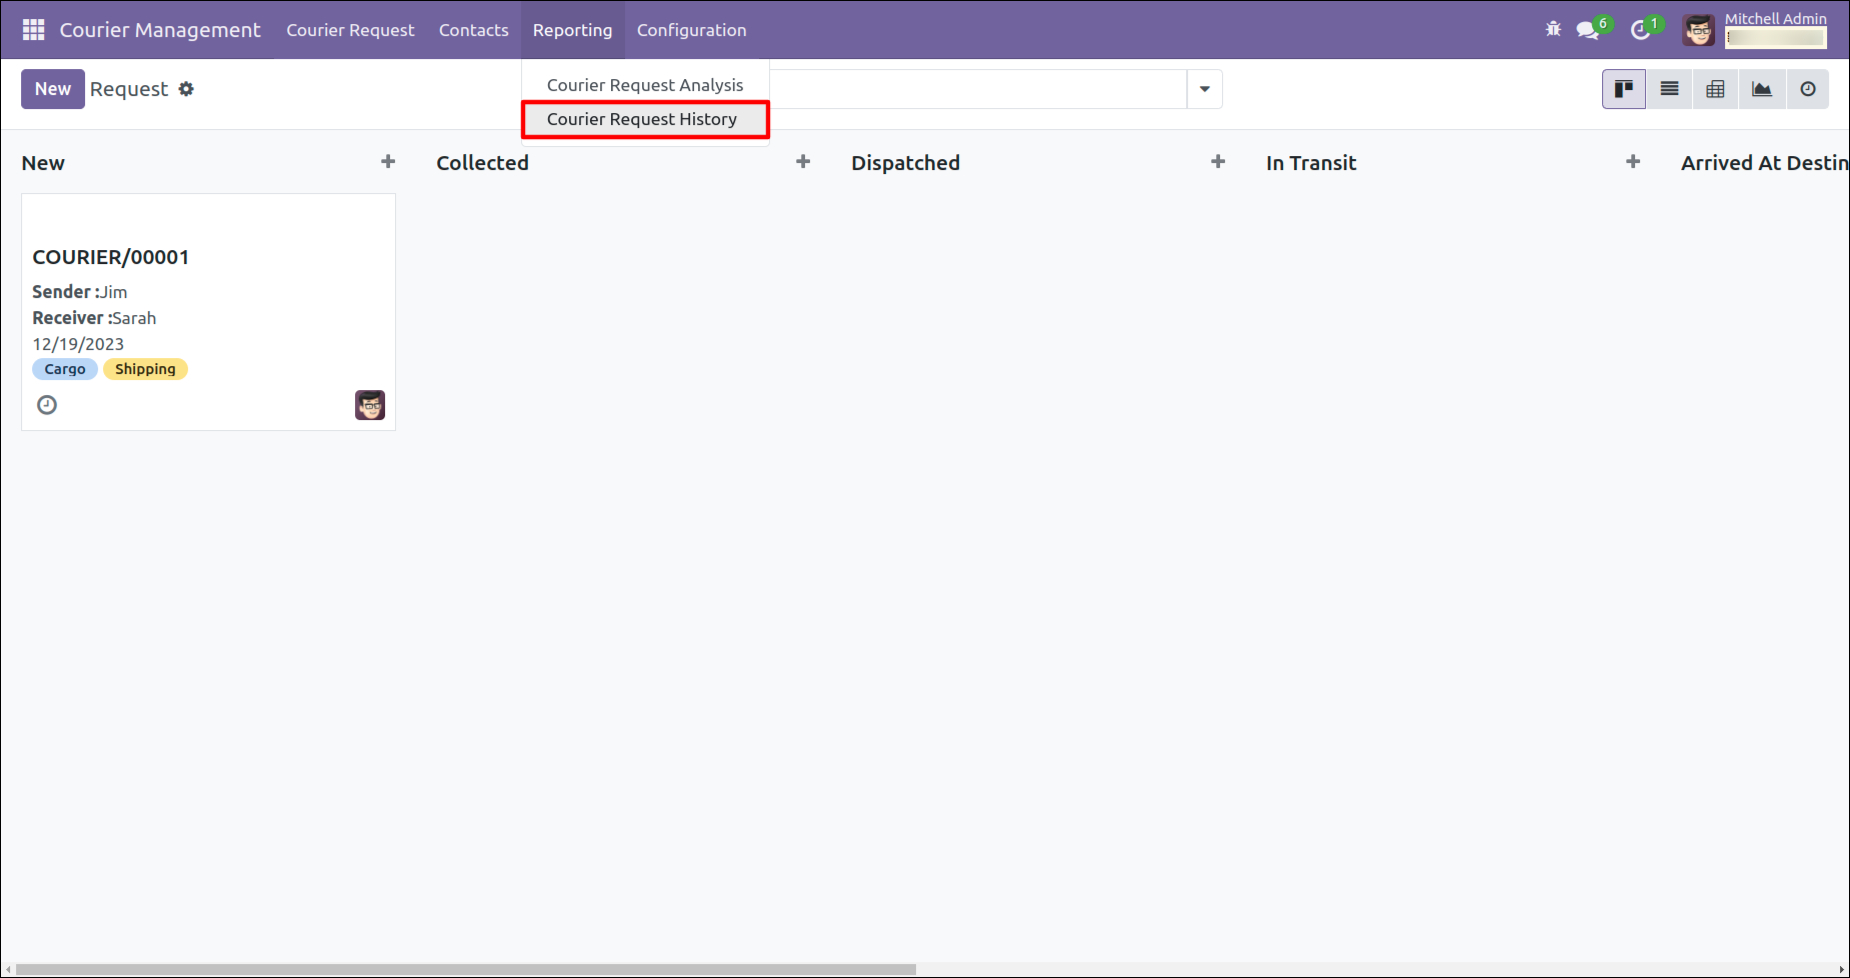 Courier Management Courier Request Contacts Reporting Configuration 6 1 Mitchell Admin
New Request
Courier Request Analysis
Courier Request History
New Collected Dispatched In Transit Arrived At Destin
COURIER/00001
Sender :Jim
Receiver :Sarah
12/19/2023
Cargo Shipping